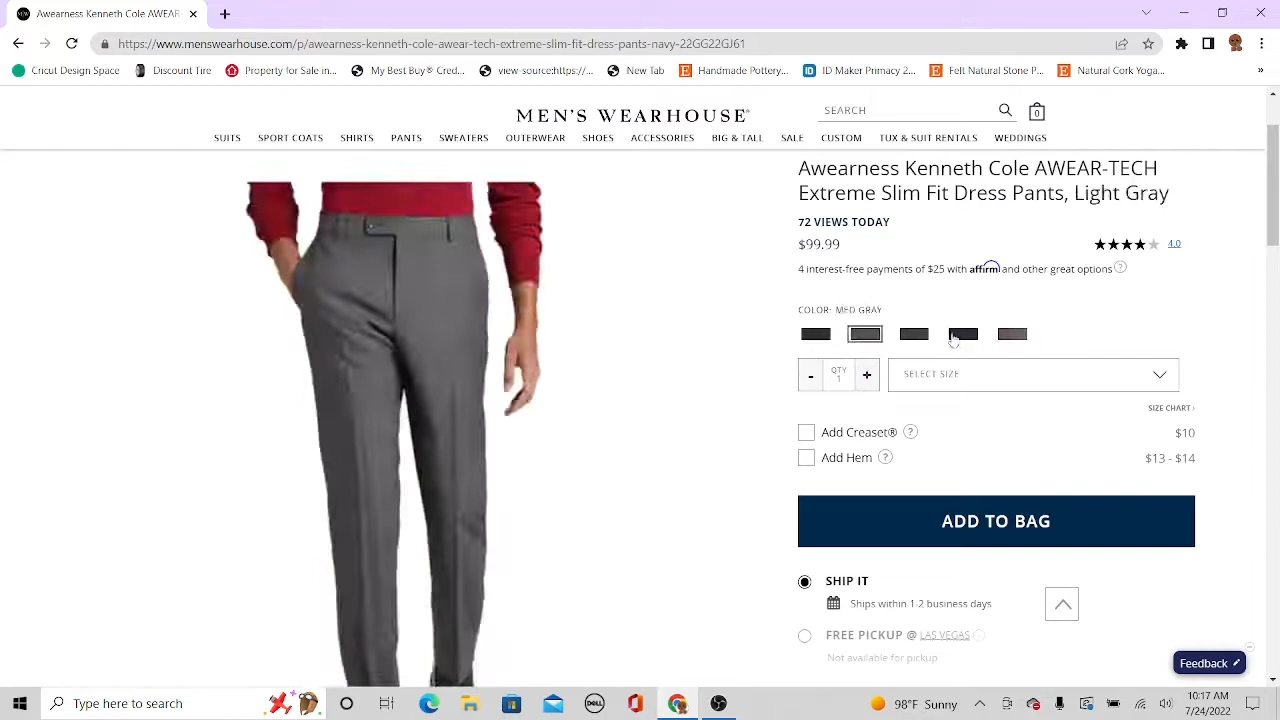 Awearness Kenneth Cole AWEAR
https://www.menswearhouse.com/p/awearness-kenneth-cole-awear-tech-extreme-slim-fit-dress-pants-navy-22GG22GJ61
Cricut Design Space Discount Tire Property for Sale in... My Best Buy® Cred... view source:https://... New Tab Handmade Pottery... ID Maker Primacy 2... Felt Natural Stone P... Natural Cork Yoga... »
MEN'S WEARHOUSE®
SEARCH
0
SUITS SPORT COATS SHIRTS PANTS SWEATERS OUTERWEAR SHOES ACCESSORIES BIG & TALL SALE CUSTOM TUX & SUIT RENTALS WEDDINGS
Awearness Kenneth Cole AWEAR-TECH
Extreme Slim Fit Dress Pants, Light Gray
72 VIEWS TODAY
$99.99 4.0
4 interest-free payments of $25 with affirm and other great options ?
COLOR: MED GRAY
- QTY +
1
SELECT SIZE
SIZE CHART ›
Add Creaset® ? $10
Add Hem ? $13 - $14
ADD TO BAG
SHIP IT
Ships within 1-2 business days
FREE PICKUP @ LAS VEGAS
Not available for pickup
Feedback
Type here to search
DELL
98°F Sunny
10:17 AM
7/24/2022